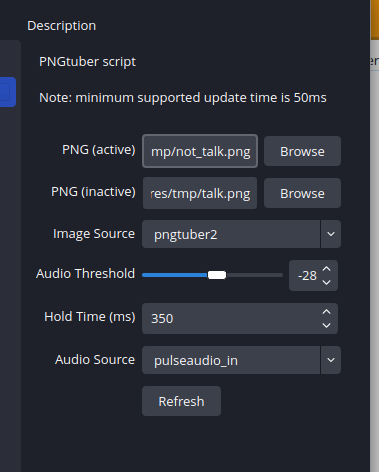 Description
PNGtuber script
Note: minimum supported update time is 50ms
PNG (active) mp/not_talk.png Browse
PNG (inactive) res/tmp/talk.png Browse
Image Source pngtuber2
Audio Threshold -28
Hold Time (ms) 350
Audio Source pulseaudio_in
Refresh